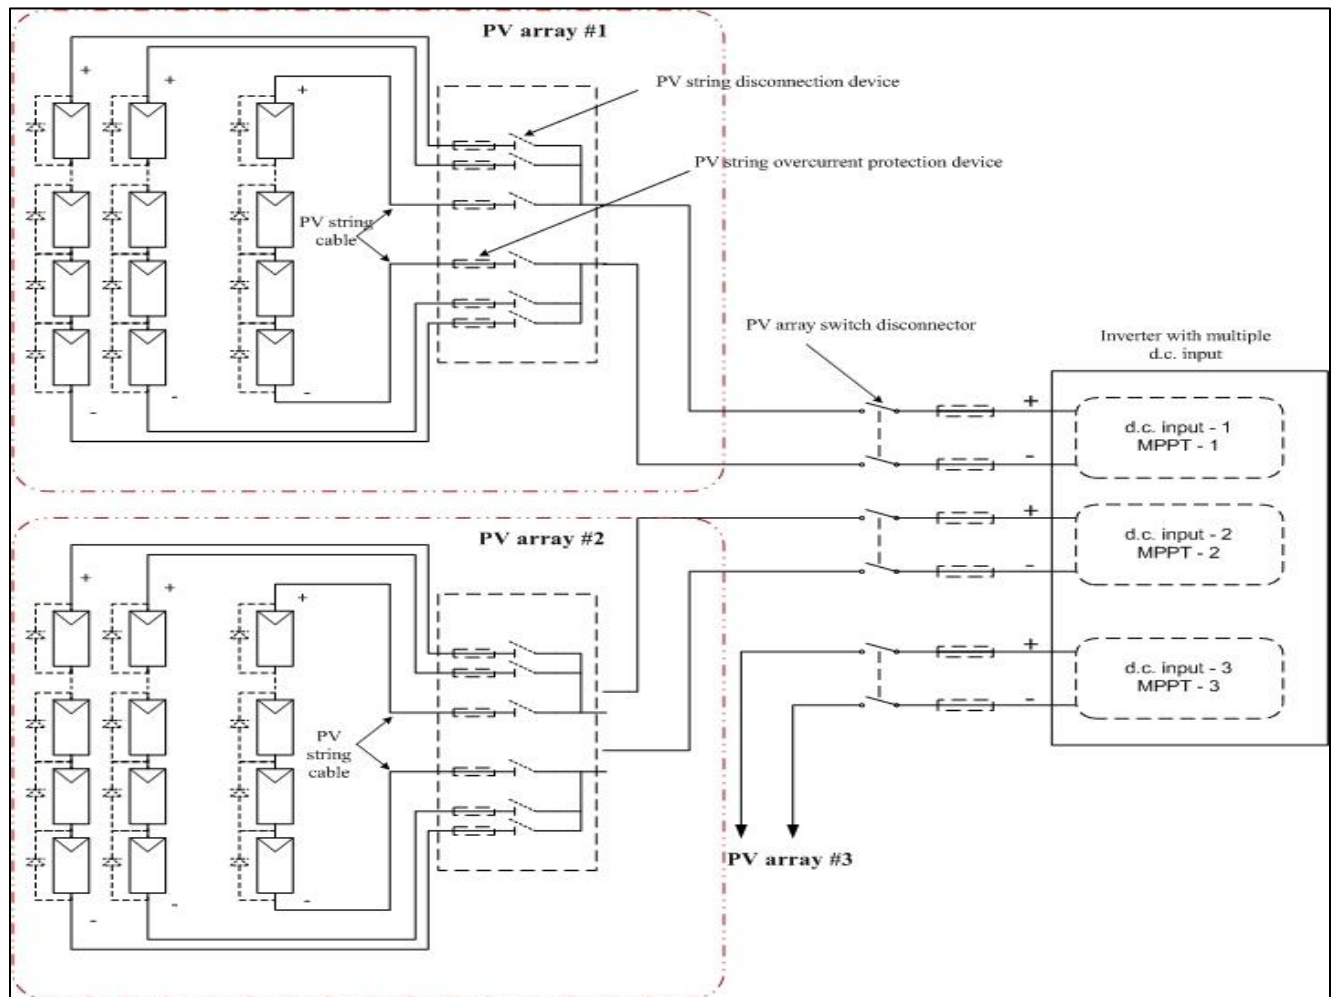 PV array #1
+
+
+
PV string disconnection device
PV string overcurrent protection device
PV string
cable
-
-
-
PV array switch disconnector
Inverter with multiple
d.c. input
+
-
d.c. input - 1
MPPT - 1
+
-
d.c. input - 2
MPPT - 2
+
-
d.c. input - 3
MPPT - 3
PV array #2
+
+
+
PV
string
cable
-
-
-
PV array #3